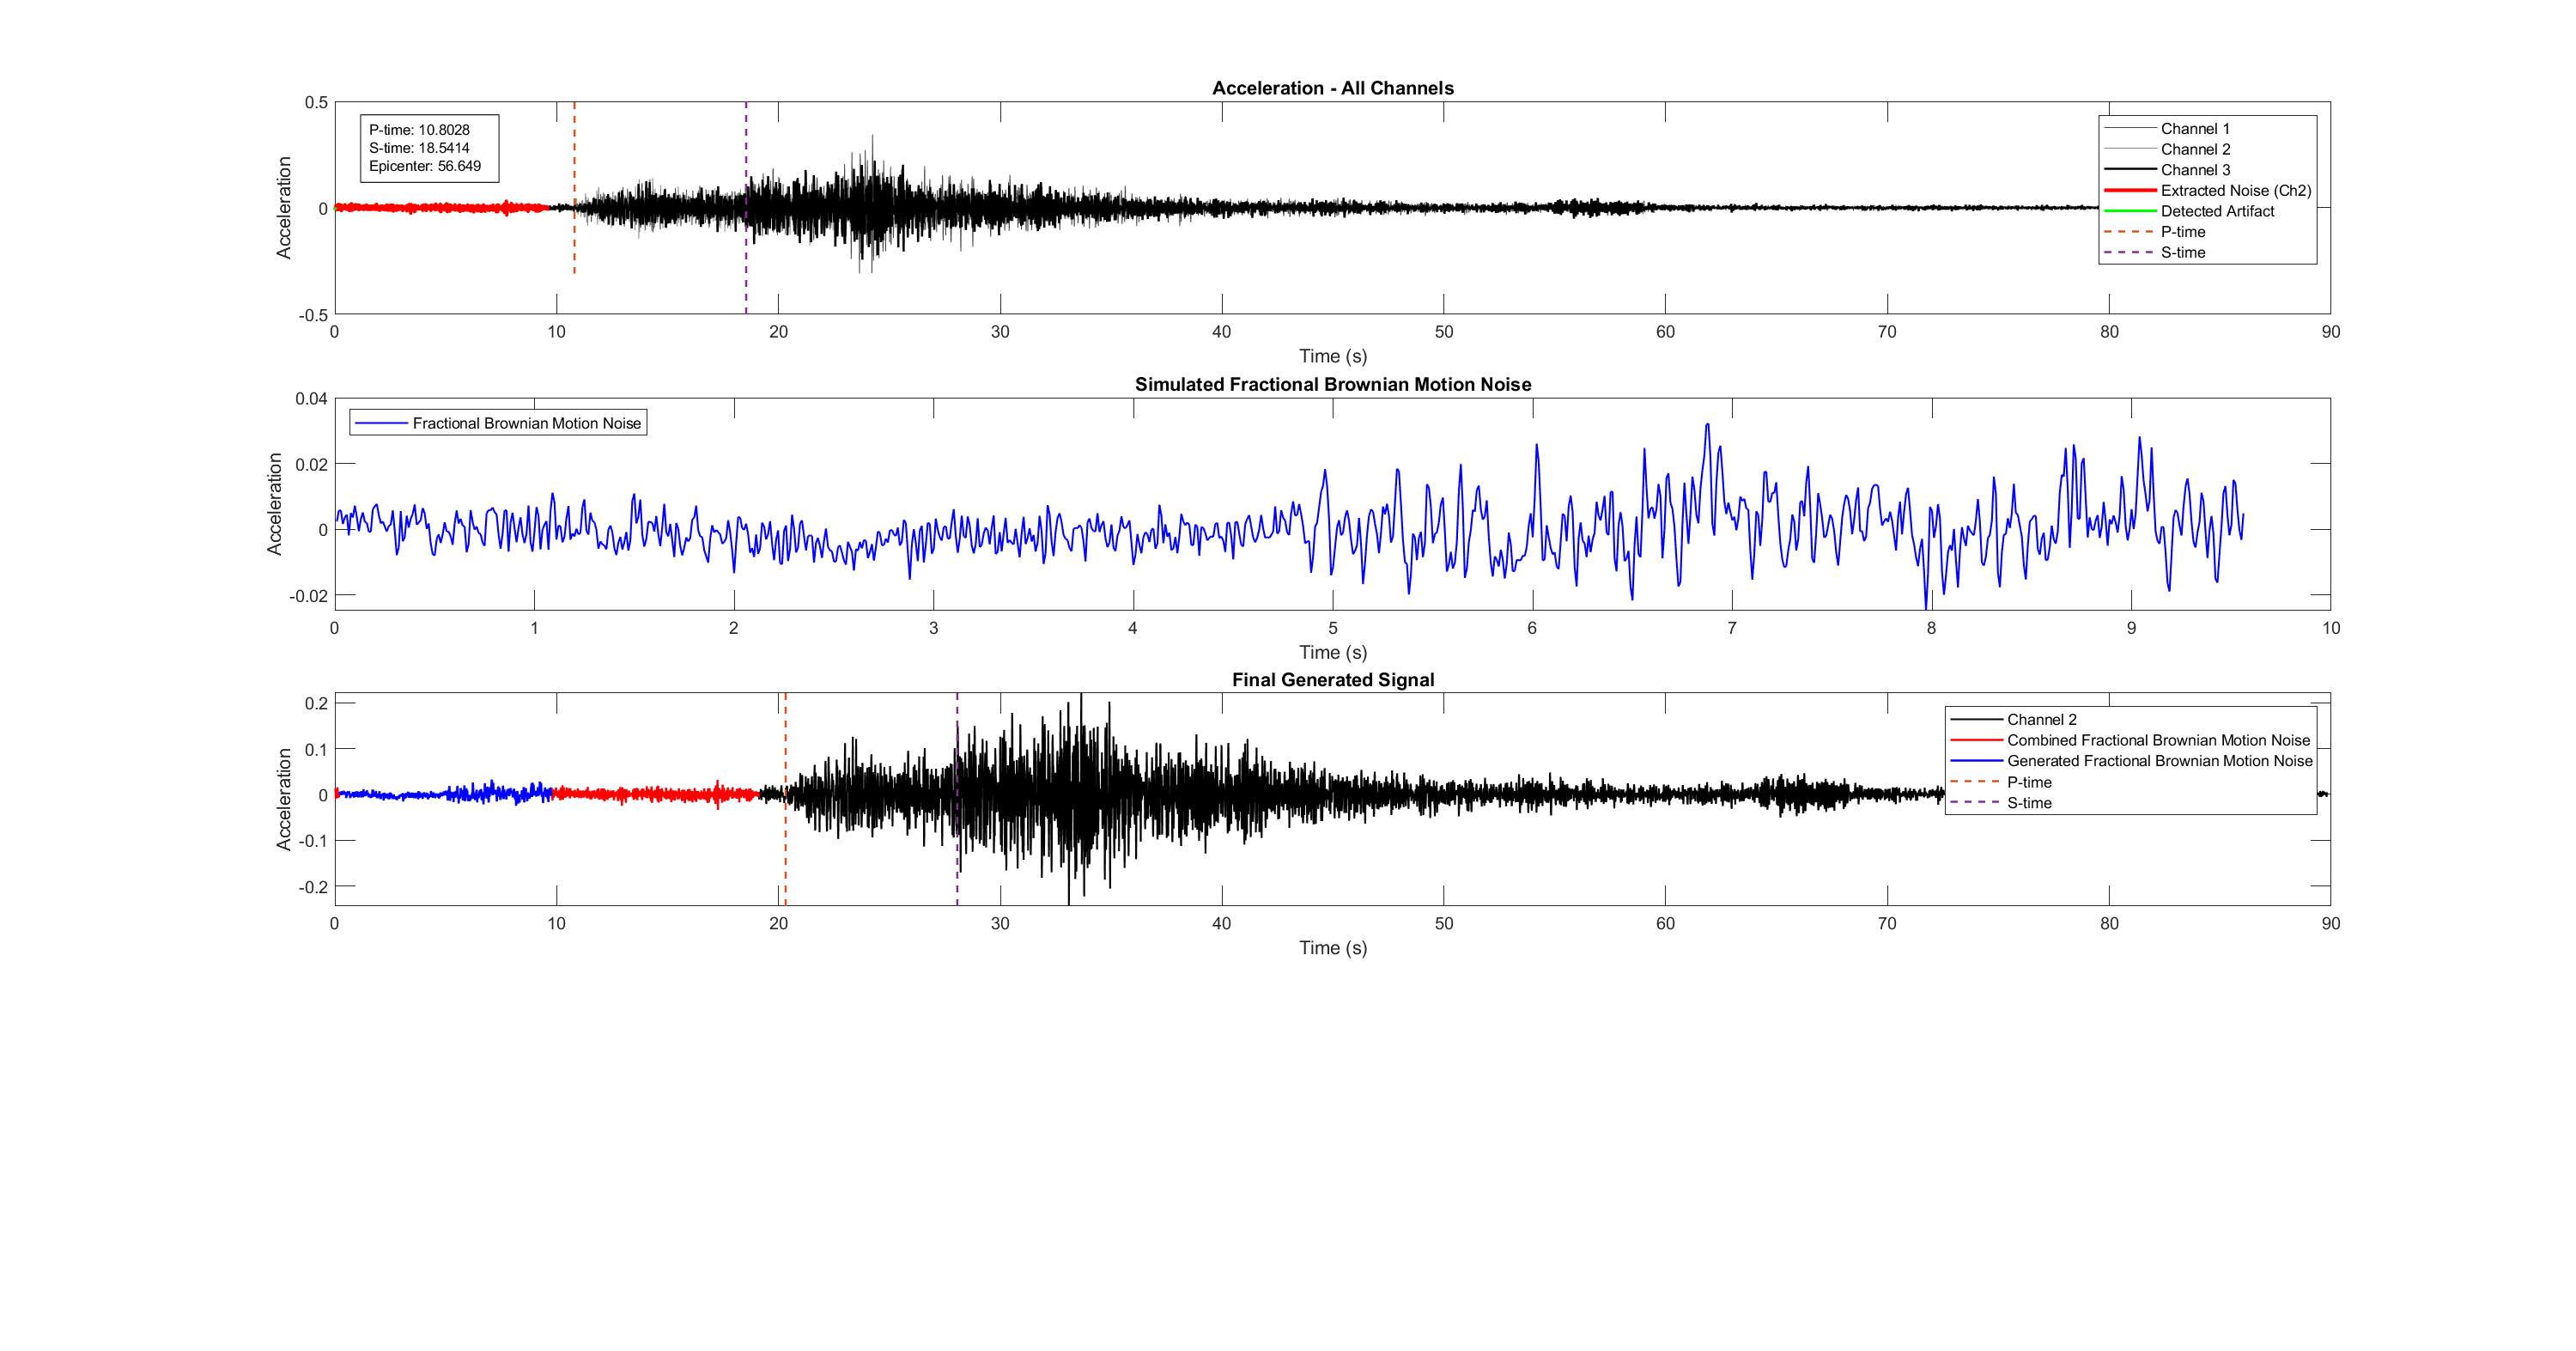 Acceleration - All Channels
0.5
0
-0.5
Acceleration
P-time: 10.8028
S-time: 18.5414
Epicenter: 56.649
Channel 1
Channel 2
Channel 3
Extracted Noise (Ch2)
Detected Artifact
P-time
S-time
0 10 20 30 40 50 60 70 80 90
Time (s)
Simulated Fractional Brownian Motion Noise
0.04
0.02
0
-0.02
Acceleration
Fractional Brownian Motion Noise
0 1 2 3 4 5 6 7 8 9 10
Time (s)
Final Generated Signal
0.2
0.1
0
-0.1
-0.2
Acceleration
Channel 2
Combined Fractional Brownian Motion Noise
Generated Fractional Brownian Motion Noise
P-time
S-time
0 10 20 30 40 50 60 70 80 90
Time (s)